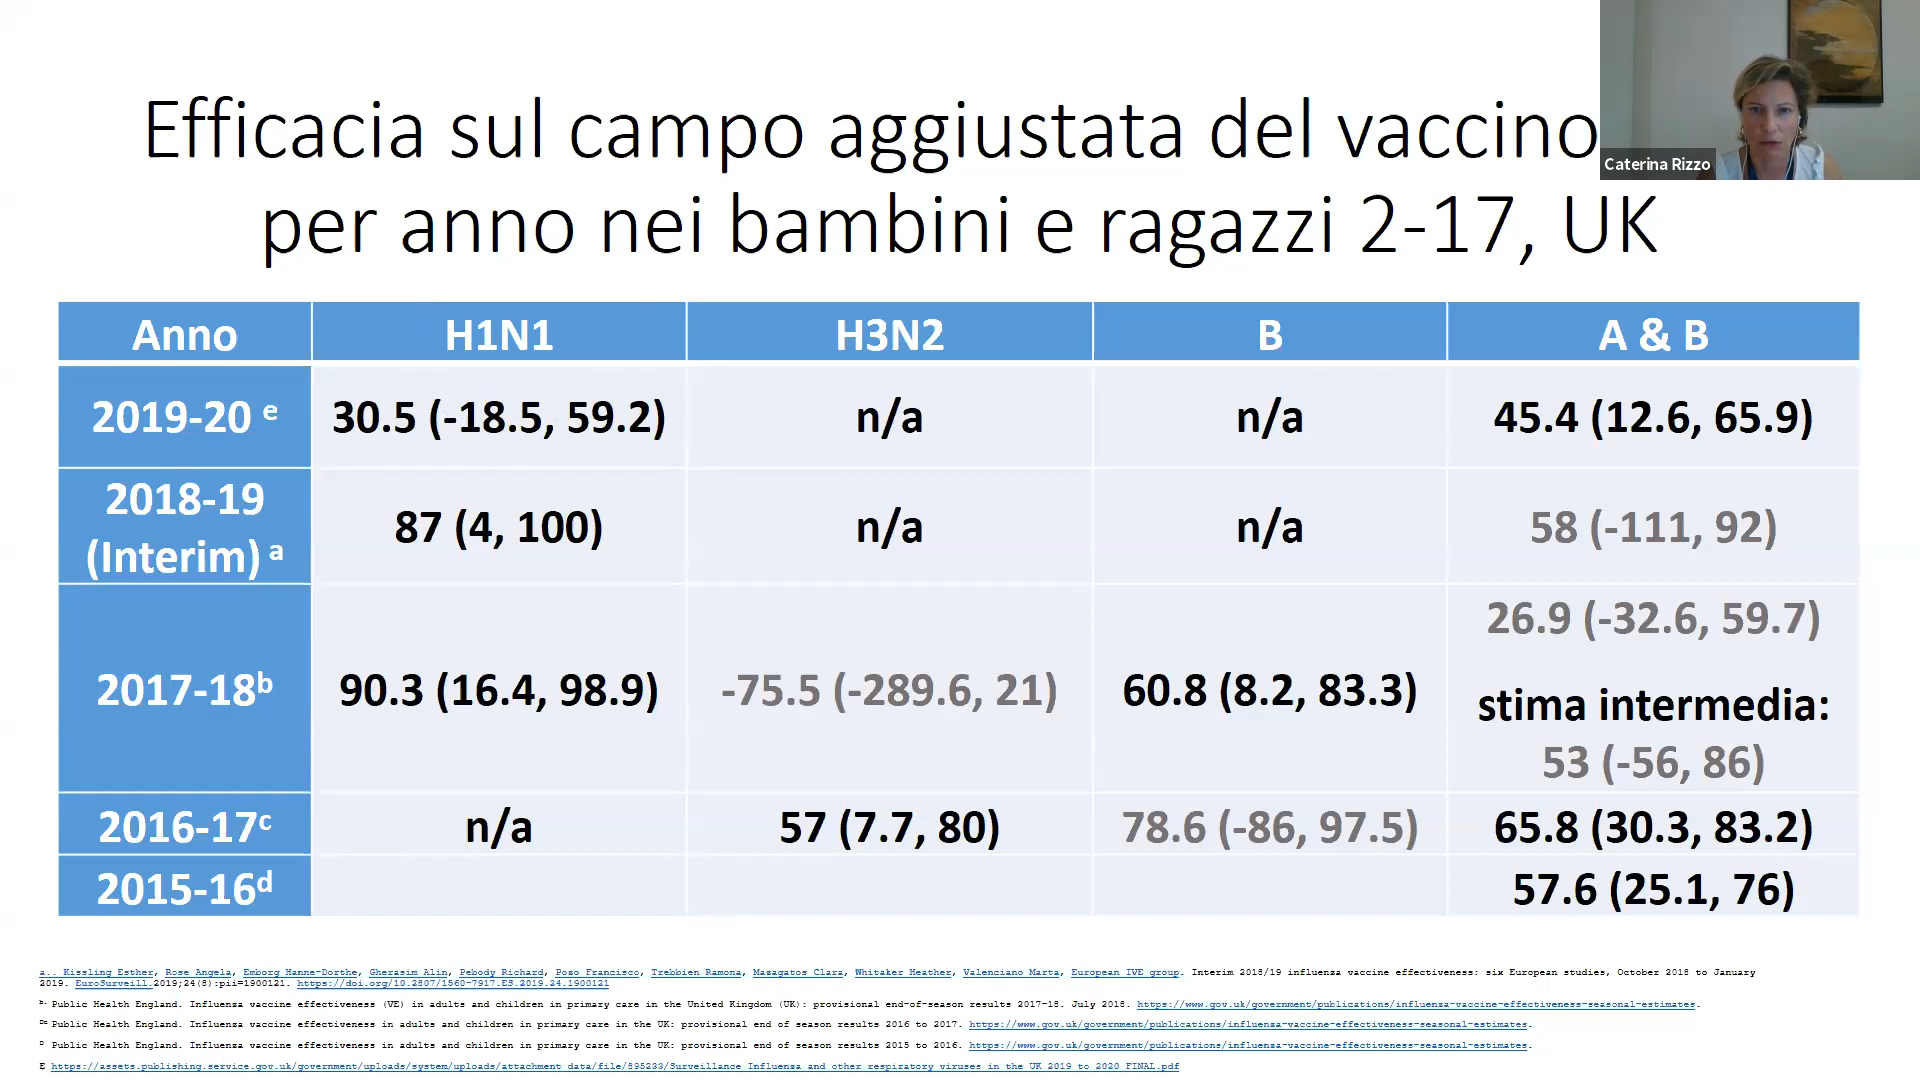 Efficacia sul campo aggiustata del vaccino
per anno nei bambini e ragazzi 2-17, UK
Caterina Rizzo
Anno H1N1 H3N2 B A & B
2019-20 e 30.5 (-18.5, 59.2) n/a n/a 45.4 (12.6, 65.9)
2018-19
(Interim) a 87 (4, 100) n/a n/a 58 (-111, 92)
26.9 (-32.6, 59.7)
2017-18b 90.3 (16.4, 98.9) -75.5 (-289.6, 21) 60.8 (8.2, 83.3) stima intermedia:
53 (-56, 86)
2016-17c n/a 57 (7.7, 80) 78.6 (-86, 97.5) 65.8 (30.3, 83.2)
2015-16d 57.6 (25.1, 76)
a.. Kissling Esther, Rose Angela, Emborg Hanne-Dorthe, Gherasim Alin, Pebody Richard, Pozo Francisco, Trebbien Ramona, Mazagatos Clara, Whitaker Heather, Valenciano Marta, European IVE group. Interim 2018/19 influenza vaccine effectiveness: six European studies, October 2018 to January
2019. EuroSurveill.2019;24(8):pii=1900121. https://doi.org/10.2807/1560-7917.ES.2019.24.1900121
b. Public Health England. Influenza vaccine effectiveness (VE) in adults and children in primary care in the United Kingdom (UK): provisional end-of-season results 2017-18. July 2018. https://www.gov.uk/government/publications/influenza-vaccine-effectiveness-seasonal-estimates.
Dc Public Health England. Influenza vaccine effectiveness in adults and children in primary care in the UK: provisional end of season results 2016 to 2017. https://www.gov.uk/government/publications/influenza-vaccine-effectiveness-seasonal-estimates.
D Public Health England. Influenza vaccine effectiveness in adults and children in primary care in the UK: provisional end of season results 2015 to 2016. https://www.gov.uk/government/publications/influenza-vaccine-effectiveness-seasonal-estimates.
E https://assets.publishing.service.gov.uk/government/uploads/system/uploads/attachment_data/file/895233/Surveillance_Influenza_and_other_respiratory_viruses_in_the_UK_2019_to_2020_FINAL.pdf